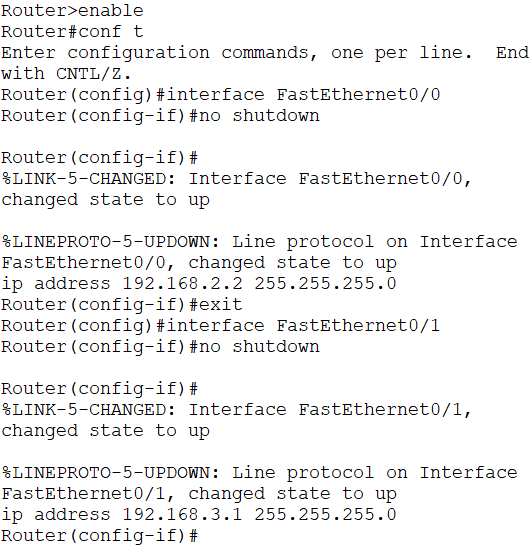 Router>enable
Router#conf t
Enter configuration commands, one per line.  End
with CNTL/Z.
Router(config)#interface FastEthernet0/0
Router(config-if)#no shutdown
Router(config-if)#
%LINK-5-CHANGED: Interface FastEthernet0/0,
changed state to up
%LINEPROTO-5-UPDOWN: Line protocol on Interface
FastEthernet0/0, changed state to up
ip address 192.168.2.2 255.255.255.0
Router(config-if)#exit
Router(config)#interface FastEthernet0/1
Router(config-if)#no shutdown
Router(config-if)#
%LINK-5-CHANGED: Interface FastEthernet0/1,
changed state to up
%LINEPROTO-5-UPDOWN: Line protocol on Interface
FastEthernet0/1, changed state to up
ip address 192.168.3.1 255.255.255.0
Router(config-if)#